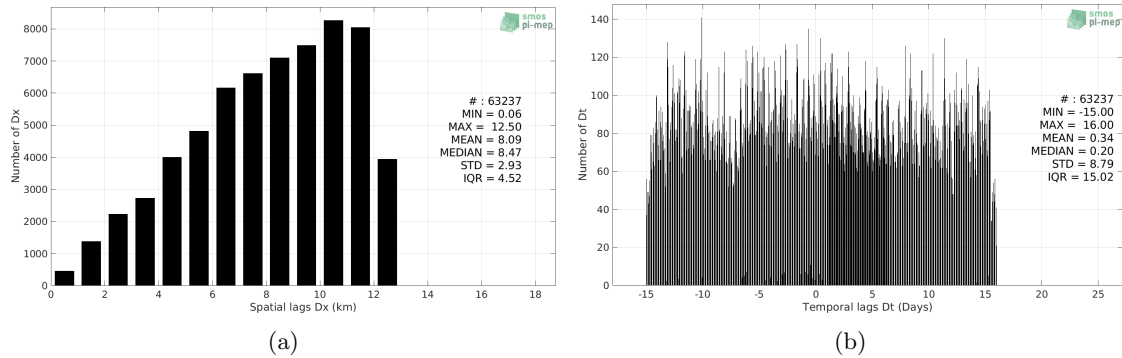 smos
pi-mep
8000
7000
6000
5000
4000
3000
2000
1000
0
Number of Dx
# : 63237
MIN = 0.06
MAX = 12.50
MEAN = 8.09
MEDIAN = 8.47
STD = 2.93
IQR = 4.52
0 2 4 6 8 10 12 14 16 18
Spatial lags Dx (km)
(a)
smos
pi-mep
140
120
100
80
60
40
20
0
Number of Dt
# : 63237
MIN = -15.00
MAX = 16.00
MEAN = 0.34
MEDIAN = 0.20
STD = 8.79
IQR = 15.02
-15 -10 -5 0 5 10 15 20 25
Temporal lags Dt (Days)
(b)